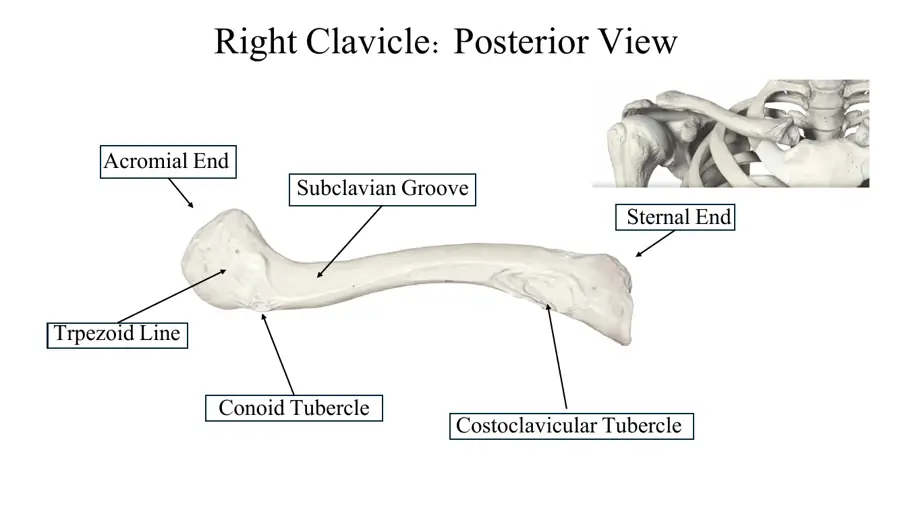 Right Clavicle: Posterior View
Acromial End
Subclavian Groove
Sternal End
Trpezoid Line
Conoid Tubercle
Costoclavicular Tubercle